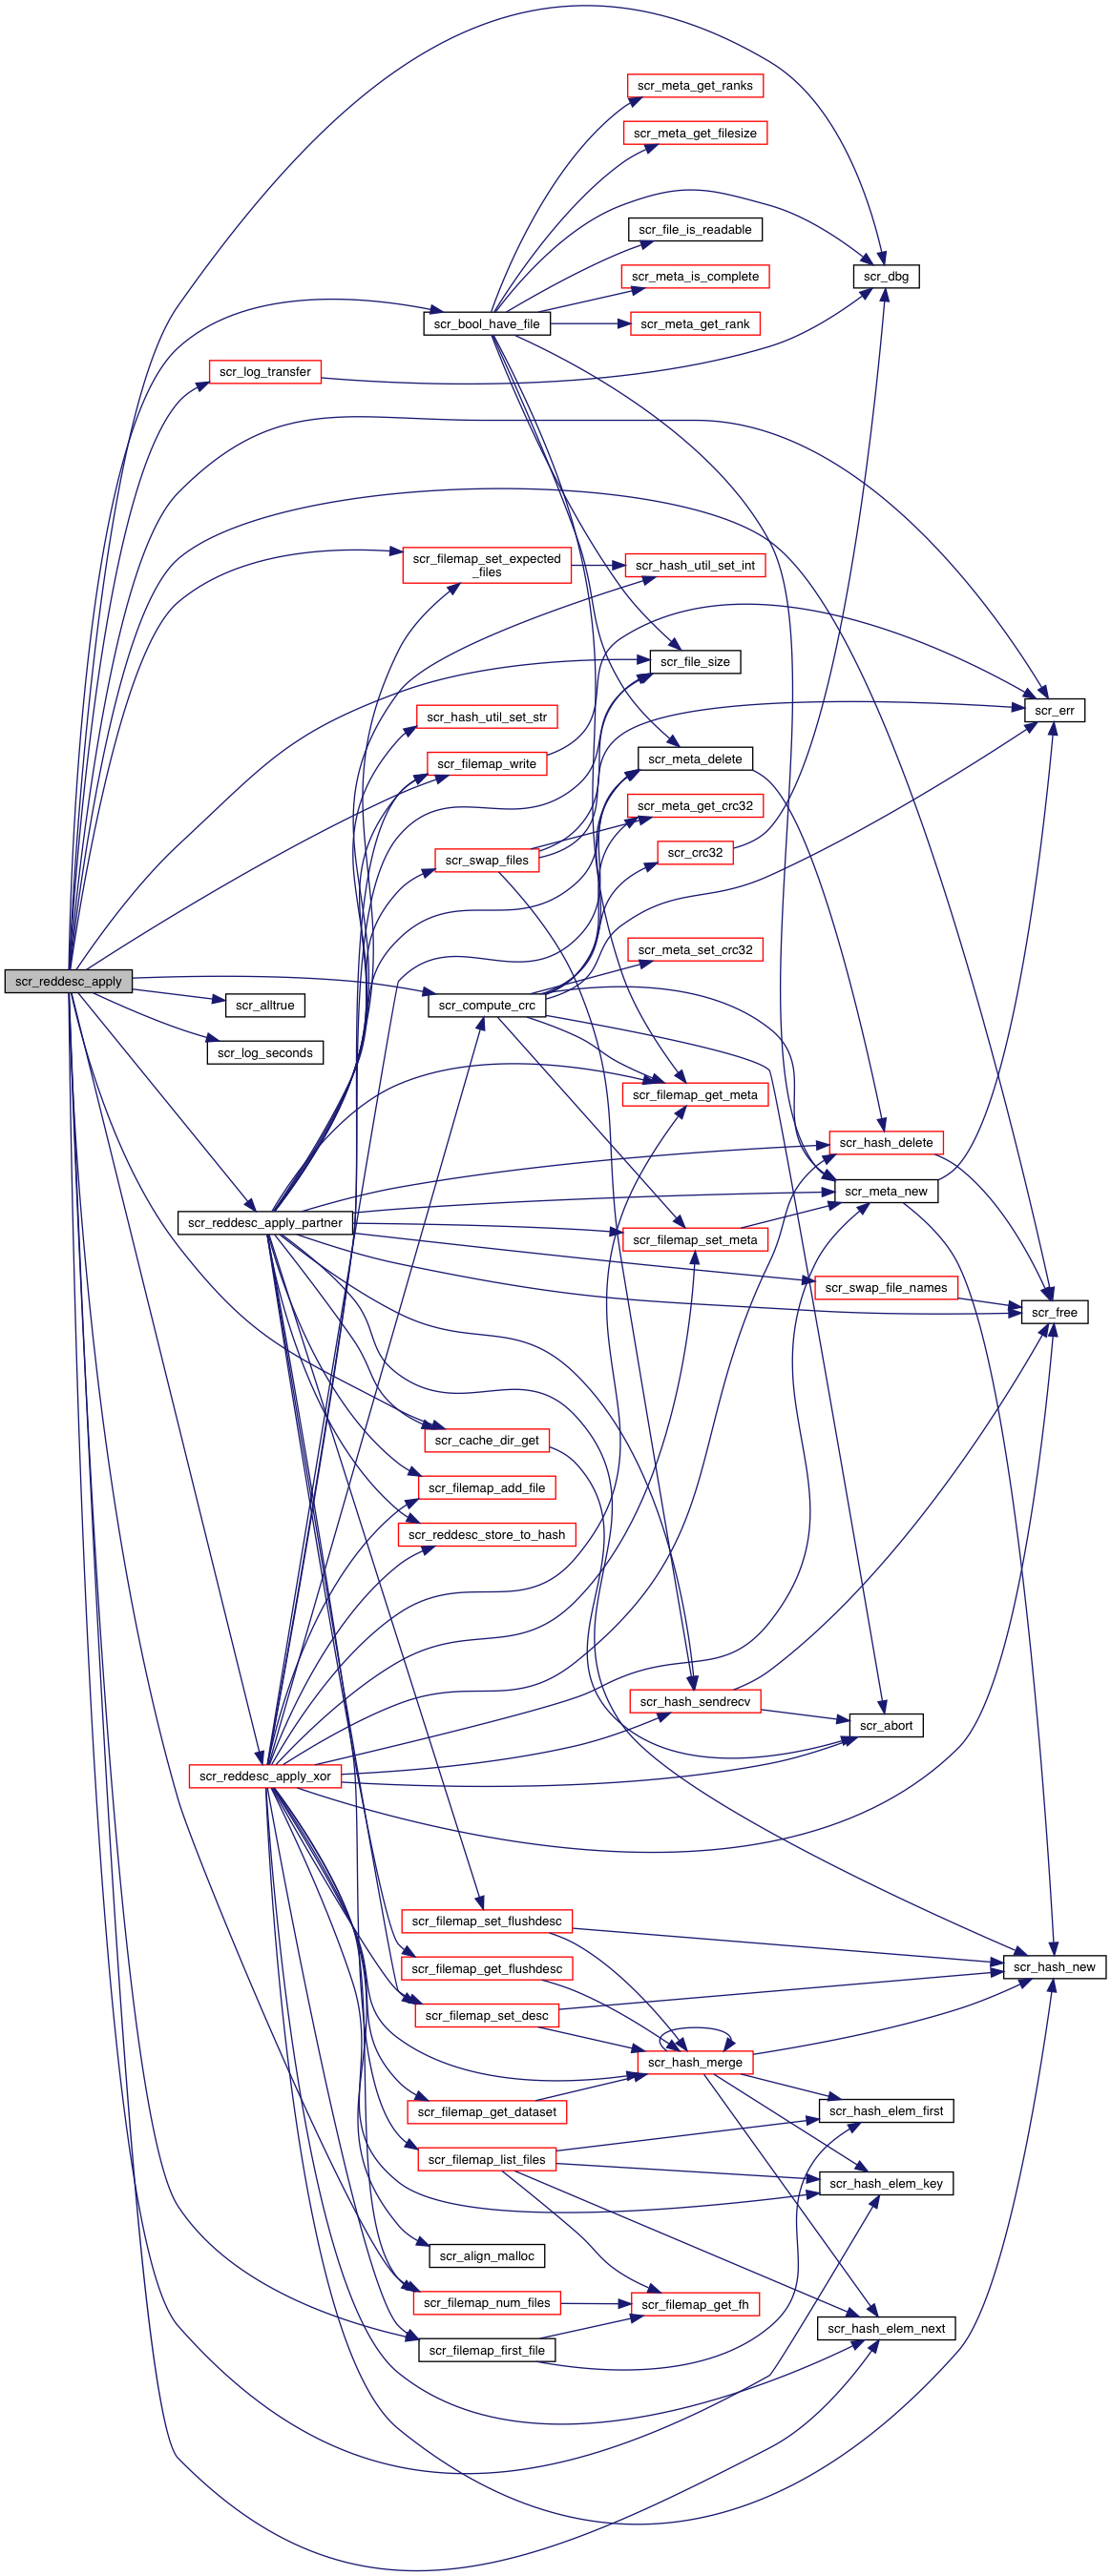 scr_meta_get_ranks
scr_meta_get_filesize
scr_file_is_readable
scr_dbg
scr_meta_is_complete
scr_bool_have_file
scr_meta_get_rank
scr_log_transfer
scr_filemap_set_expected
_files
scr_hash_util_set_int
scr_file_size
scr_hash_util_set_str
scr_err
scr_filemap_write
scr_meta_delete
scr_meta_get_crc32
scr_swap_files
scr_crc32
scr_meta_set_crc32
scr_reddesc_apply
scr_alltrue
scr_compute_crc
scr_log_seconds
scr_filemap_get_meta
scr_hash_delete
scr_meta_new
scr_reddesc_apply_partner
scr_filemap_set_meta
scr_swap_file_names
scr_free
scr_cache_dir_get
scr_filemap_add_file
scr_reddesc_store_to_hash
scr_hash_sendrecv
scr_abort
scr_reddesc_apply_xor
scr_filemap_set_flushdesc
scr_filemap_get_flushdesc
scr_hash_new
scr_filemap_set_desc
scr_hash_merge
scr_filemap_get_dataset
scr_hash_elem_first
scr_filemap_list_files
scr_hash_elem_key
scr_align_malloc
scr_filemap_num_files
scr_filemap_get_fh
scr_hash_elem_next
scr_filemap_first_file